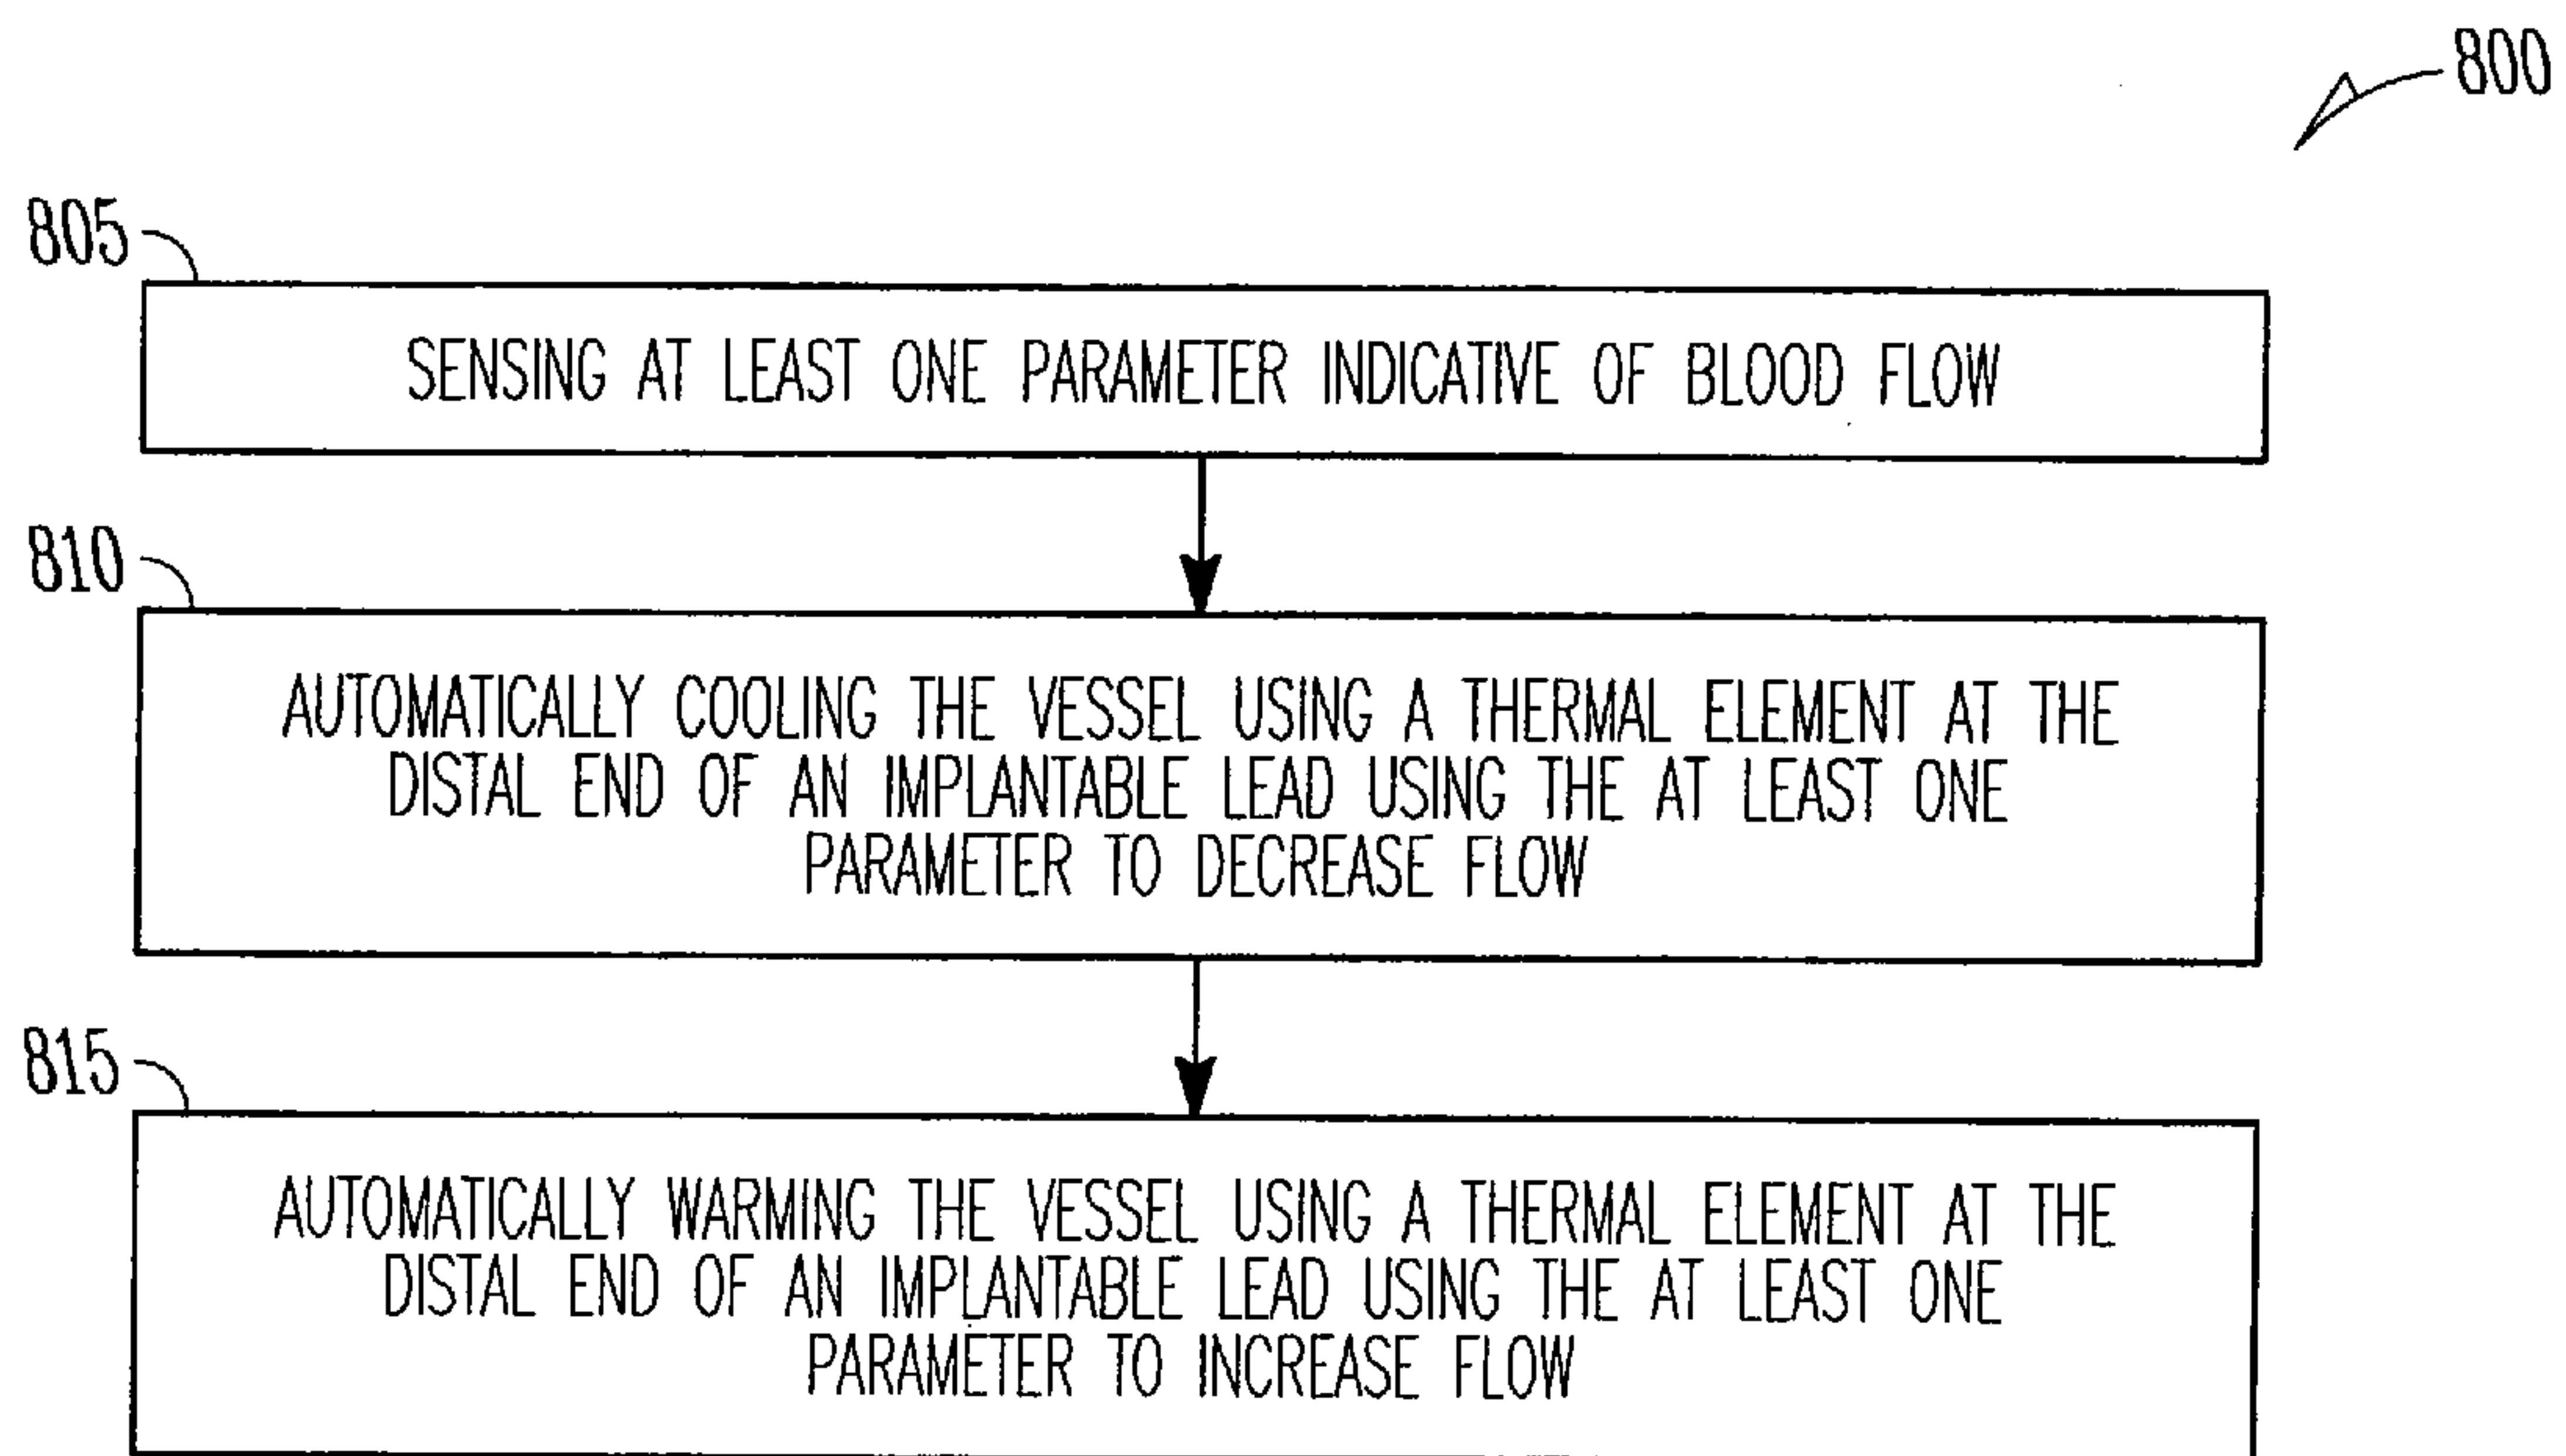 800
805
SENSING AT LEAST ONE PARAMETER INDICATIVE OF BLOOD FLOW
810
AUTOMATICALLY COOLING THE VESSEL USING A THERMAL ELEMENT AT THE
DISTAL END OF AN IMPLANTABLE LEAD USING THE AT LEAST ONE
PARAMETER TO DECREASE FLOW
815
AUTOMATICALLY WARMING THE VESSEL USING A THERMAL ELEMENT AT THE
DISTAL END OF AN IMPLANTABLE LEAD USING THE AT LEAST ONE
PARAMETER TO INCREASE FLOW